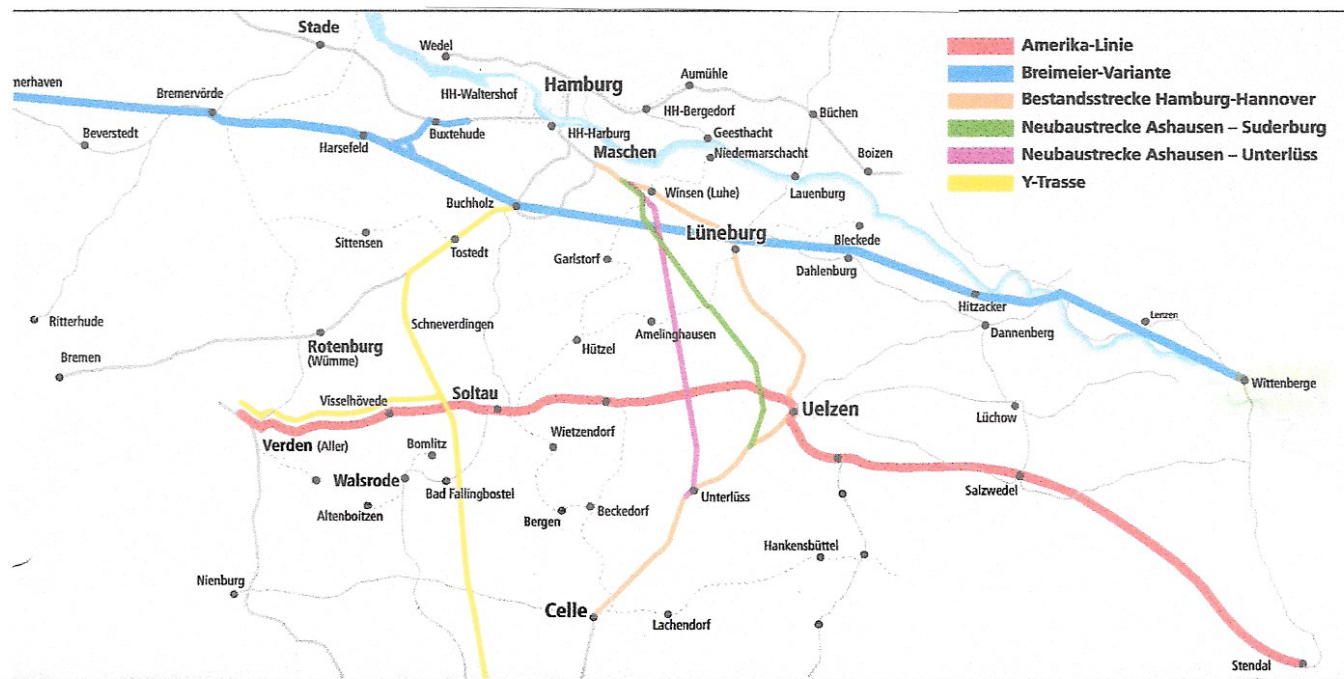 Stade
Wedel
HH-Waltershof
Hamburg
Aumühle
HH-Bergedorf
Büchen
merhaven
Bremervörde
Beverstedt
Harsefeld
Buxtehude
HH-Harburg
Maschen
Geesthacht
Niedermarschacht
Boizen
Lauenburg
Winsen (Luhe)
Buchholz
Sittensen
Tostedt
Garlstorf
Lüneburg
Bleckede
Dahlenburg
Hitzacker
Dannenberg
Lenzen
Wittenberge
Ritterhude
Bremen
Rotenburg
(Wümme)
Schneverdingen
Hützel
Amelinghausen
Visselhövede
Soltau
Uelzen
Lüchow
Verden (Aller)
Bomlitz
Wietzendorf
Walsrode
Bad Fallingbostel
Altenboitzen
Bergen
Beckedorf
Unterlüss
Salzwedel
Hankensbüttel
Nienburg
Celle
Lachendorf
Stendal
Amerika-Linie
Breimeier-Variante
Bestandsstrecke Hamburg-Hannover
Neubaustrecke Ashausen – Suderburg
Neubaustrecke Ashausen – Unterlüss
Y-Trasse